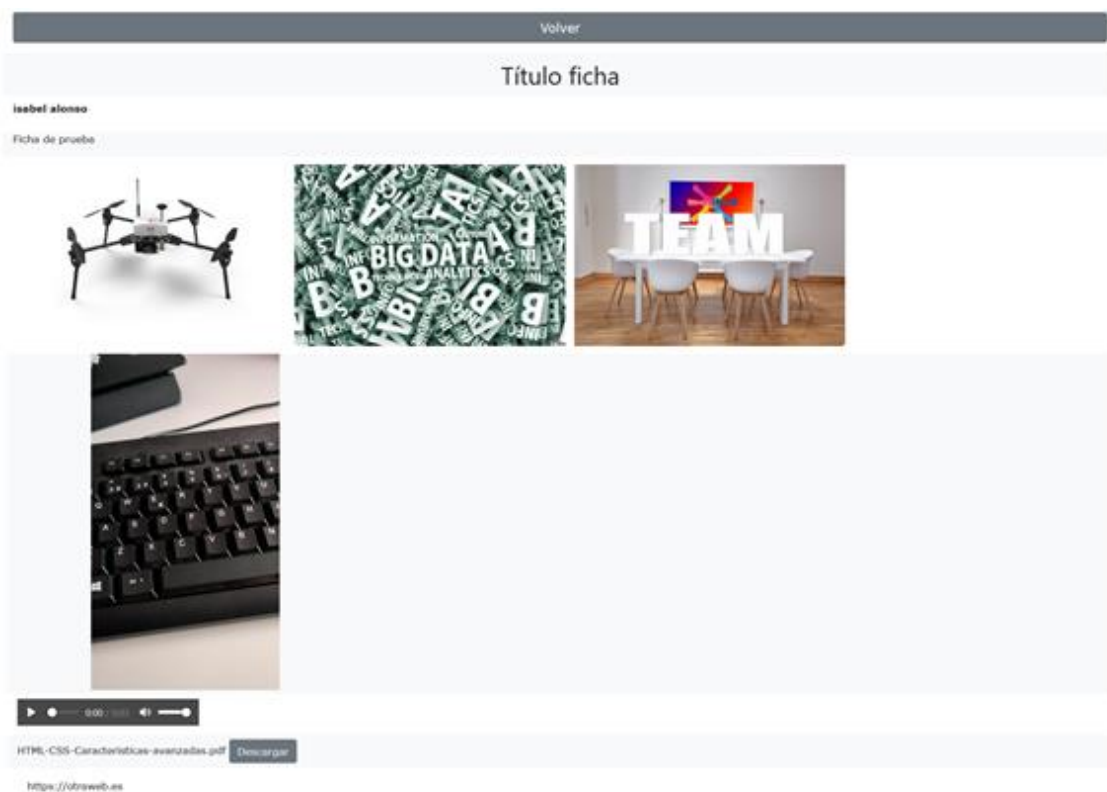 Volver
Título ficha
isabel alonso
Ficha de prueba
INFORMATION
BIG DATA
ANALYTICS
TEAM
0:00
HTML-CSS-Caracteristicas-avanzadas.pdf Descargar
https://otraweb.es